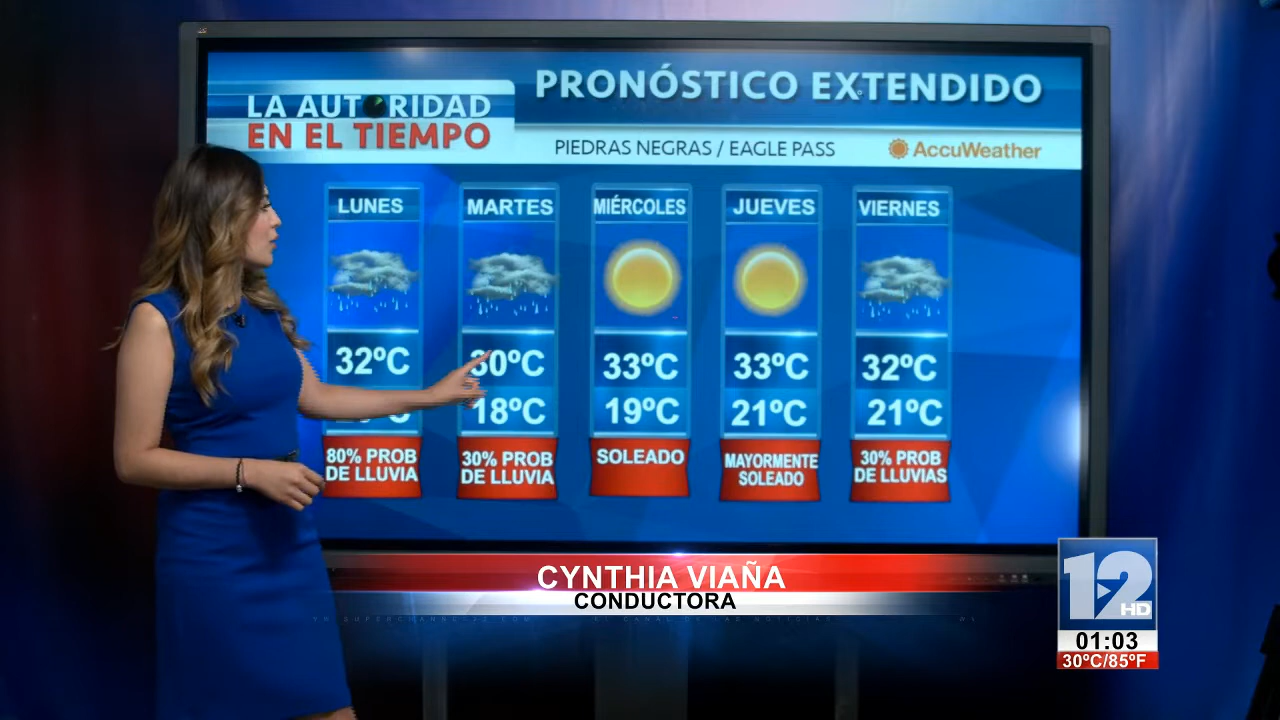 LA AUTORIDAD
EN EL TIEMPO
PRONÓSTICO EXTENDIDO
PIEDRAS NEGRAS / EAGLE PASS
AccuWeather
LUNES
32ºC
80% PROB
DE LLUVIA
MARTES
30ºC
18ºC
30% PROB
DE LLUVIA
MIÉRCOLES
33ºC
19ºC
SOLEADO
JUEVES
33ºC
21ºC
MAYORMENTE
SOLEADO
VIERNES
32ºC
21ºC
30% PROB
DE LLUVIAS
CYNTHIA VIAÑA
CONDUCTORA
12
HD
01:03
30ºC/85ºF